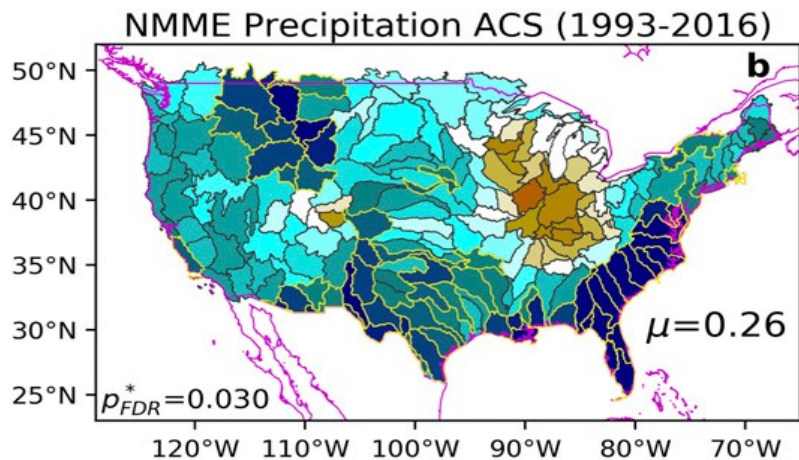 NMME Precipitation ACS (1993-2016)
b
50°N
45°N
40°N
35°N
30°N
25°N
μ=0.26
p*FDR=0.030
120°W 110°W 100°W 90°W 80°W 70°W